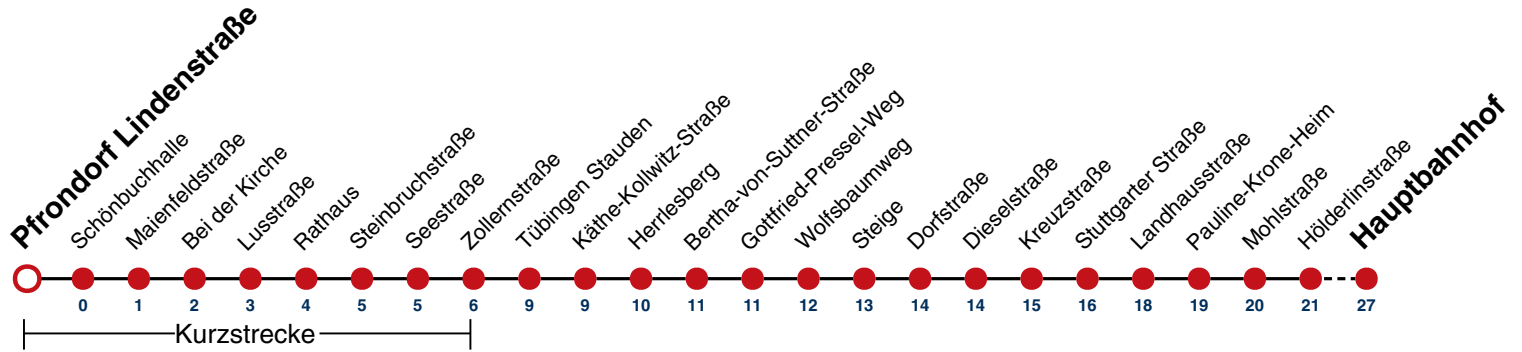 Pfrondorf Lindenstraße
Schönbuchhalle
Maienfeldstraße
Bei der Kirche
Lusstraße
Rathaus
Steinbruchstraße
Seestraße
Zollernstraße
Tübingen Stauden
Käthe-Kollwitz-Straße
Herrlesberg
Bertha-von-Suttner-Straße
Gottfried-Pressel-Weg
Wolfsbaumweg
Steige
Dorfstraße
Dieselstraße
Kreuzstraße
Stuttgarter Straße
Landhausstraße
Pauline-Krone-Heim
Mohlstraße
Hölderlinstraße
Hauptbahnhof
0 1 2 3 4 5 5 6 9 9 10 11 11 12 13 14 14 15 16 18 19 20 21 27
Kurzstrecke